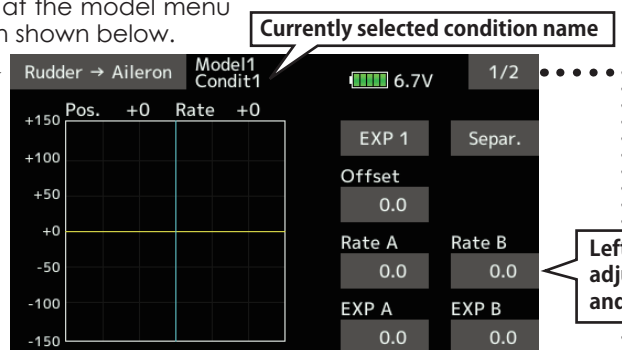 at the model menu
n shown below.
Currently selected condition name
Rudder → Aileron
Model1
Condit1
6.7V
1/2
Pos. +0 Rate +0
+150
+100
+50
+0
-50
-100
-150
EXP 1
Separ.
Offset
0.0
Rate A
Rate B
0.0
0.0
EXP A
EXP B
0.0
0.0
Left
adju
and